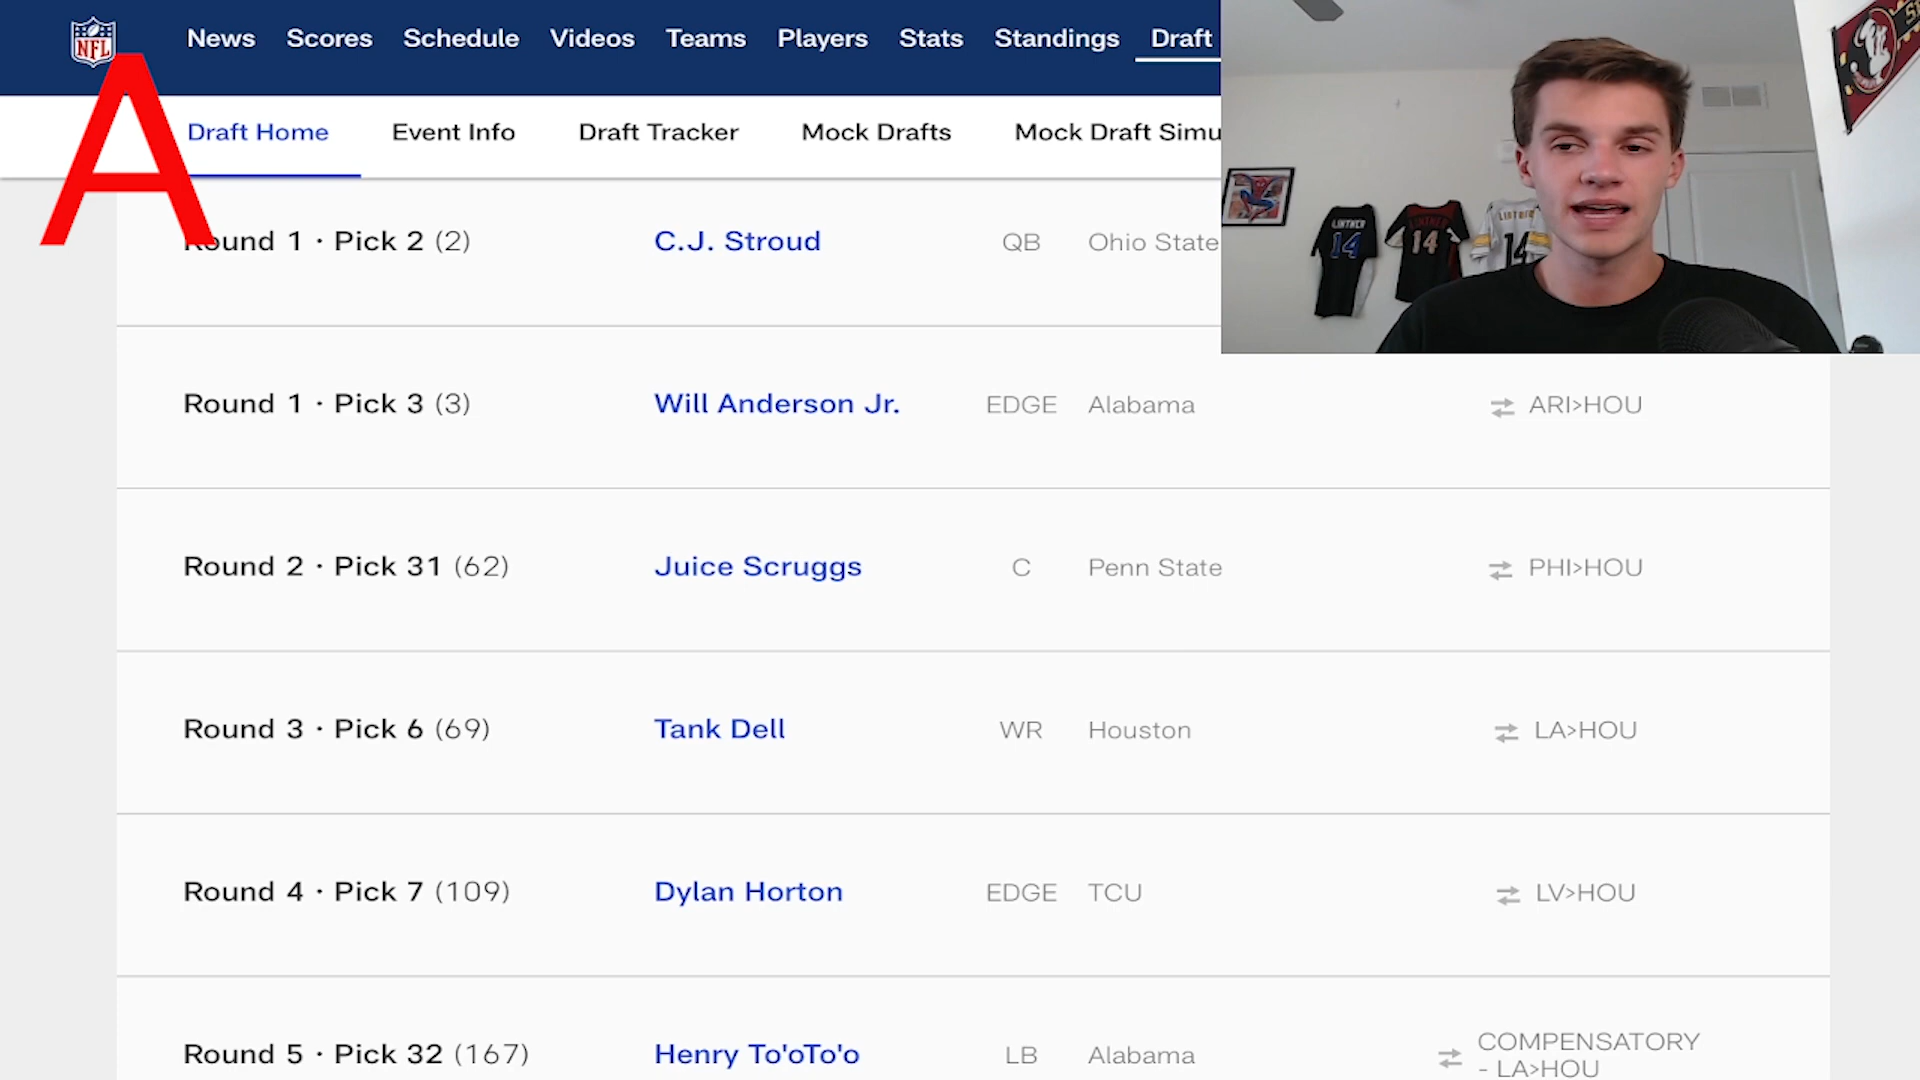 NFL
News Scores Schedule Videos Teams Players Stats Standings Draft
A
Draft Home Event Info Draft Tracker Mock Drafts Mock Draft Simu
Round 1 · Pick 2 (2) C.J. Stroud QB Ohio State
LINTNER 14
LINTNER 14
14
Round 1 · Pick 3 (3) Will Anderson Jr. EDGE Alabama ARI>HOU
Round 2 · Pick 31 (62) Juice Scruggs C Penn State PHI>HOU
Round 3 · Pick 6 (69) Tank Dell WR Houston LA>HOU
Round 4 · Pick 7 (109) Dylan Horton EDGE TCU LV>HOU
Round 5 · Pick 32 (167) Henry To'oTo'o LB Alabama COMPENSATORY
- LA>HOU